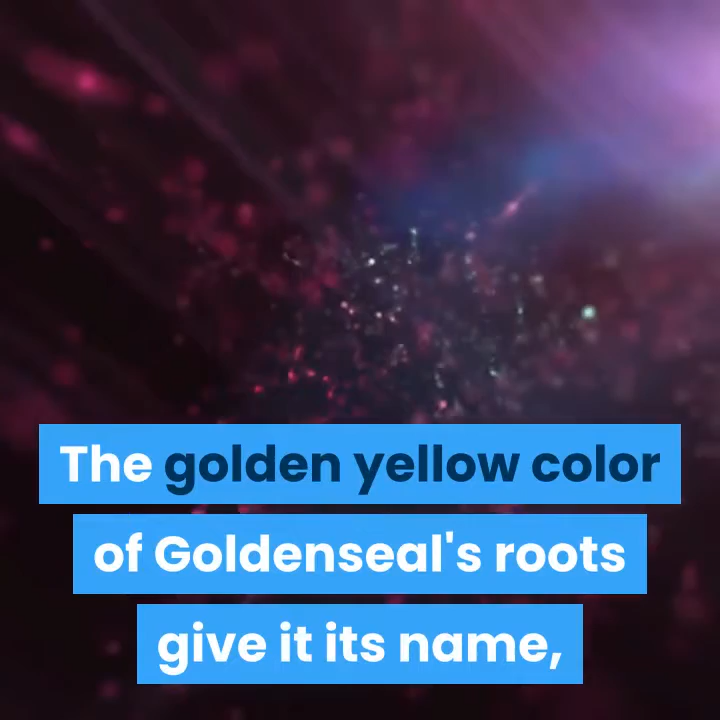 The golden yellow color
of Goldenseal's roots
give it its name,